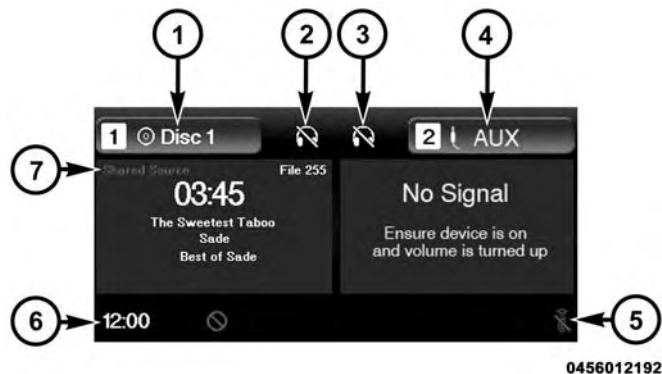 1 2 3 4
1 Disc 1
2 AUX
7
Shared Source
File 255
03:45
The Sweetest Taboo
Sade
Best of Sade
No Signal
Ensure device is on
and volume is turned up
6
12:00
5
0456012192